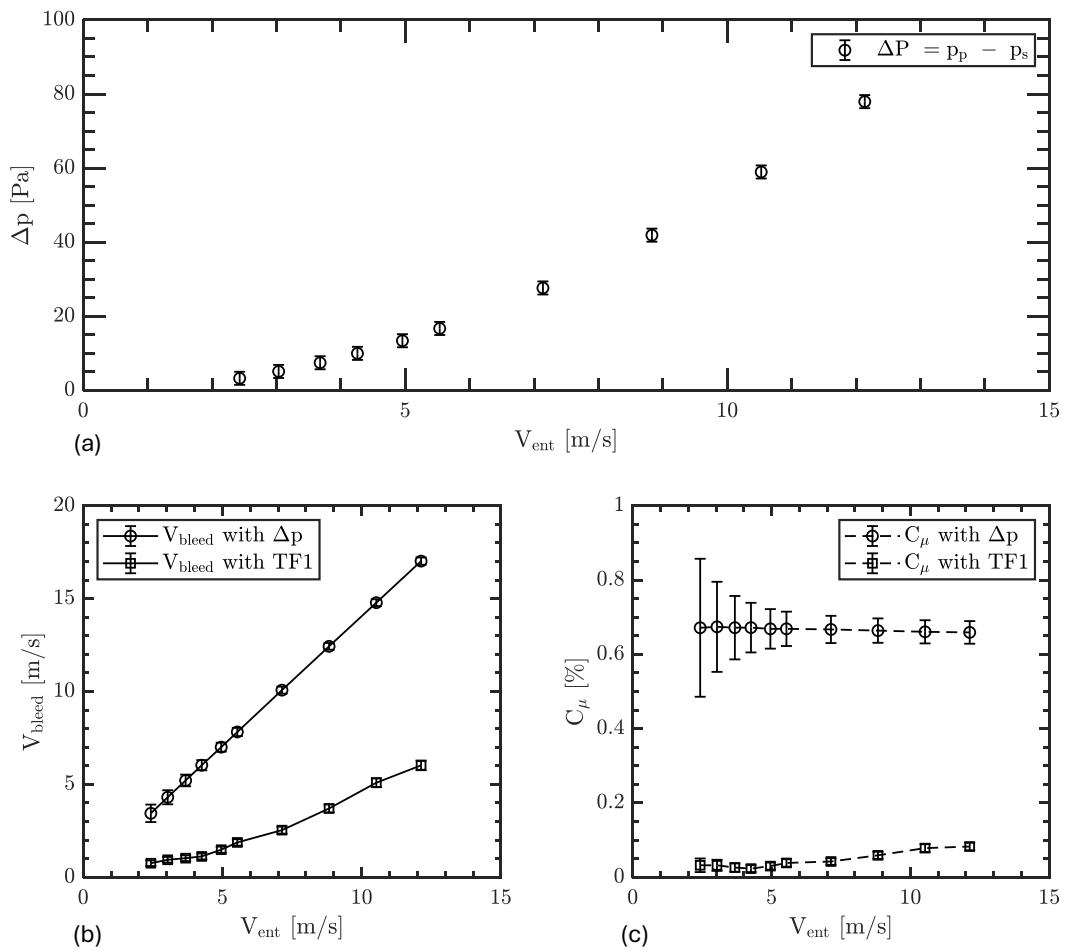 100
80
60
40
20
0
Δp [Pa]
ΔP = p_p − p_s
0 5 10 15
V_ent [m/s]
(a)
20
15
10
5
0
V_bleed [m/s]
V_bleed with Δp
V_bleed with TF1
0 5 10 15
V_ent [m/s]
(b)
1
0.8
0.6
0.4
0.2
0
C_μ [%]
C_μ with Δp
C_μ with TF1
0 5 10 15
V_ent [m/s]
(c)